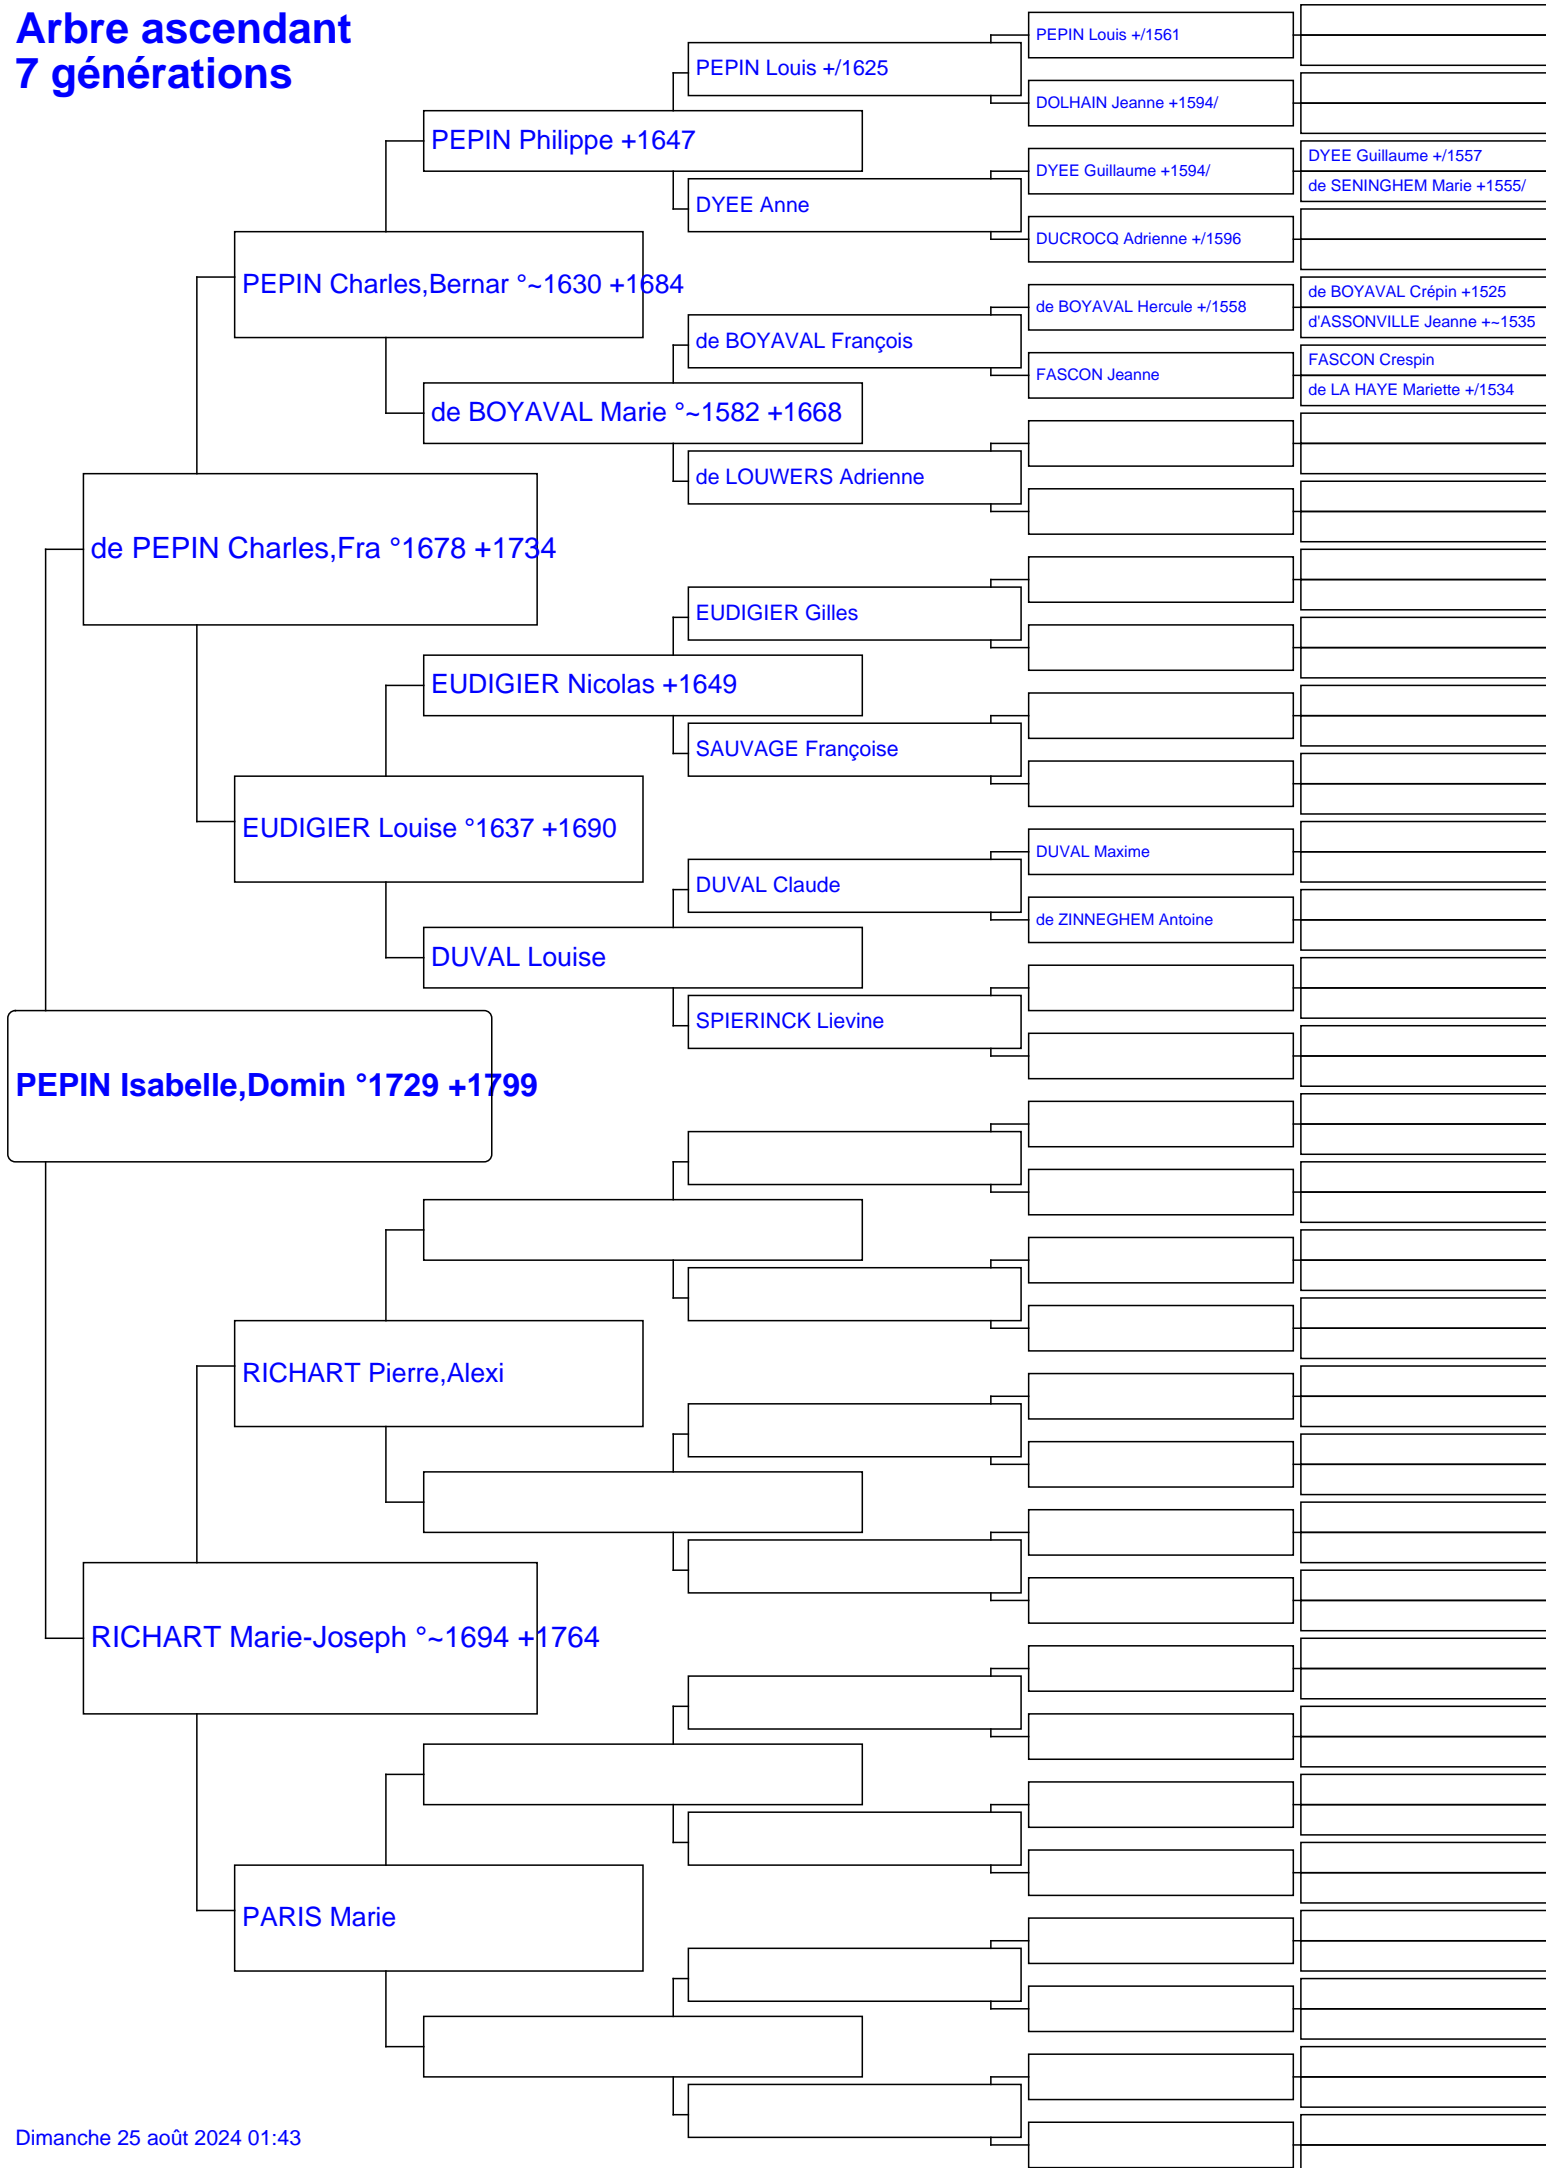 Arbre ascendant
7 générations
PEPIN Louis +/1561
PEPIN Louis +/1625
DOLHAIN Jeanne +1594/
PEPIN Philippe +1647
DYEE Guillaume +/1557
DYEE Guillaume +1594/
de SENINGHEM Marie +1555/
DYEE Anne
DUCROCQ Adrienne +/1596
PEPIN Charles,Bernar °~1630 +1684
de BOYAVAL Crépin +1525
de BOYAVAL Hercule +/1558
d'ASSONVILLE Jeanne +~1535
de BOYAVAL François
FASCON Crespin
FASCON Jeanne
de LA HAYE Mariette +/1534
de BOYAVAL Marie °~1582 +1668
de LOUWERS Adrienne
de PEPIN Charles,Fra °1678 +1734
EUDIGIER Gilles
EUDIGIER Nicolas +1649
SAUVAGE Françoise
EUDIGIER Louise °1637 +1690
DUVAL Maxime
DUVAL Claude
de ZINNEGHEM Antoine
DUVAL Louise
SPIERINCK Lievine
PEPIN Isabelle,Domin °1729 +1799
RICHART Pierre,Alexi
RICHART Marie-Joseph °~1694 +1764
PARIS Marie
Dimanche 25 août 2024 01:43